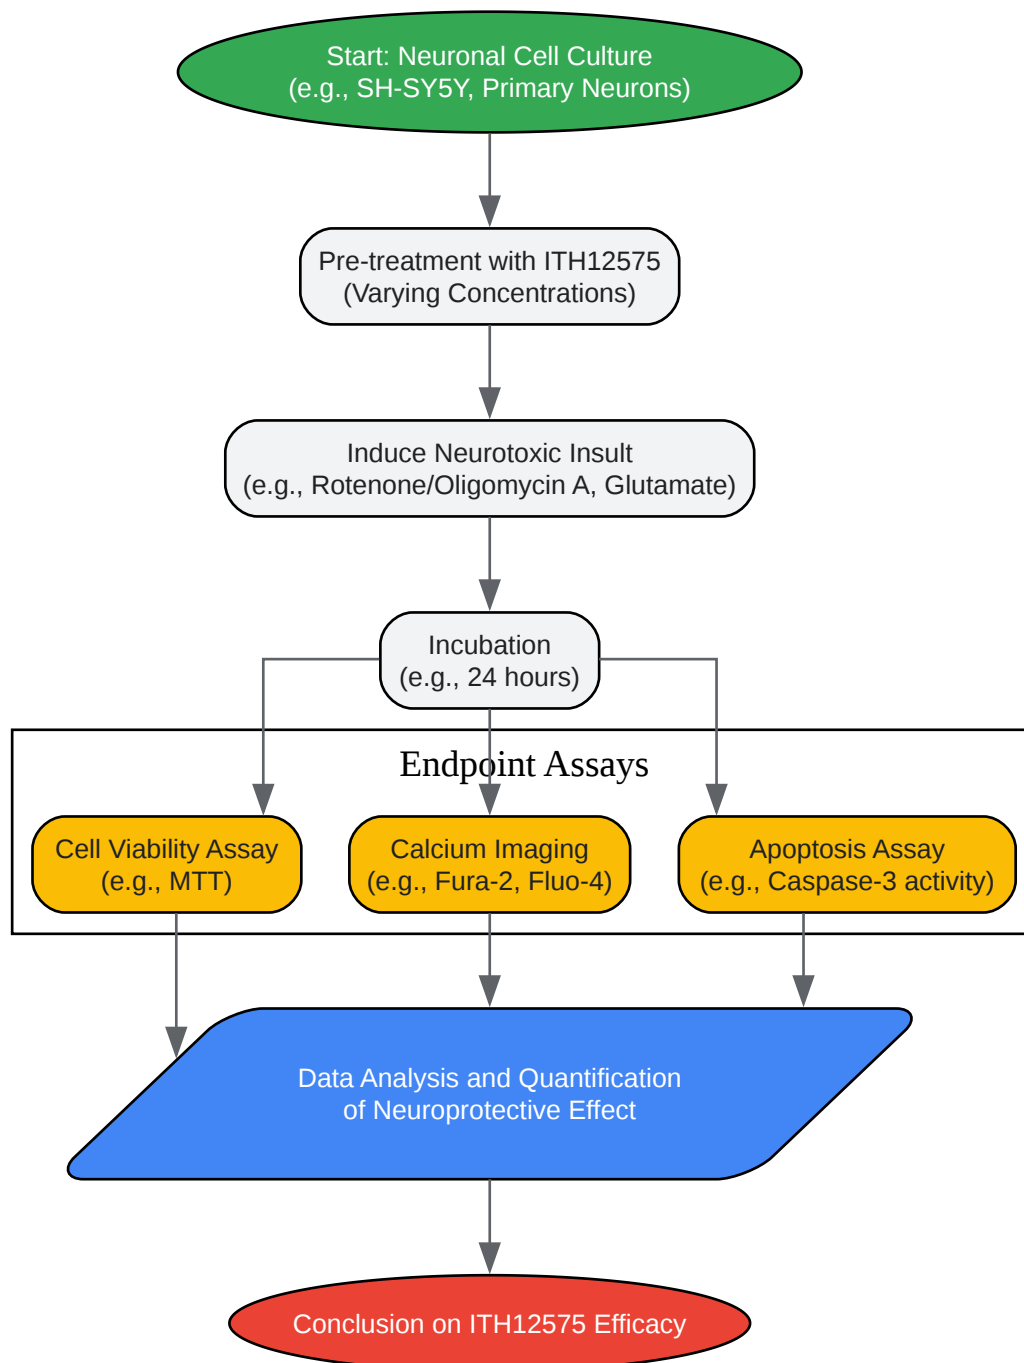 Start: Neuronal Cell Culture
(e.g., SH-SY5Y, Primary Neurons)
Pre-treatment with ITH12575
(Varying Concentrations)
Induce Neurotoxic Insult
(e.g., Rotenone/Oligomycin A, Glutamate)
Incubation
(e.g., 24 hours)
Endpoint Assays
Cell Viability Assay
(e.g., MTT)
Calcium Imaging
(e.g., Fura-2, Fluo-4)
Apoptosis Assay
(e.g., Caspase-3 activity)
Data Analysis and Quantification
of Neuroprotective Effect
Conclusion on ITH12575 Efficacy